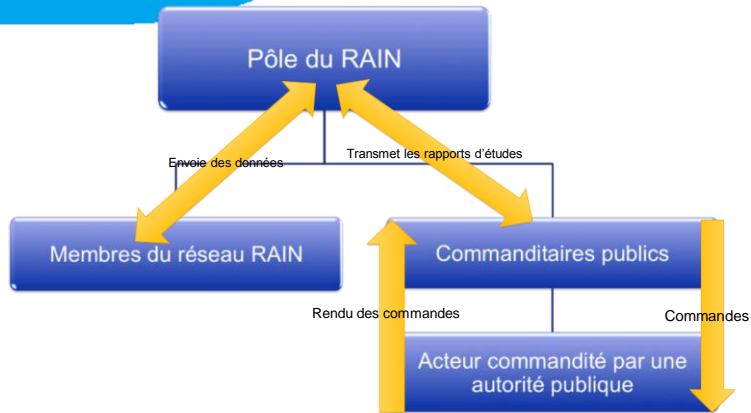 Pôle du RAIN
Envoie des données
Transmet les rapports d'études
Membres du réseau RAIN
Commanditaires publics
Rendu des commandes
Commandes
Acteur commandité par une
autorité publique